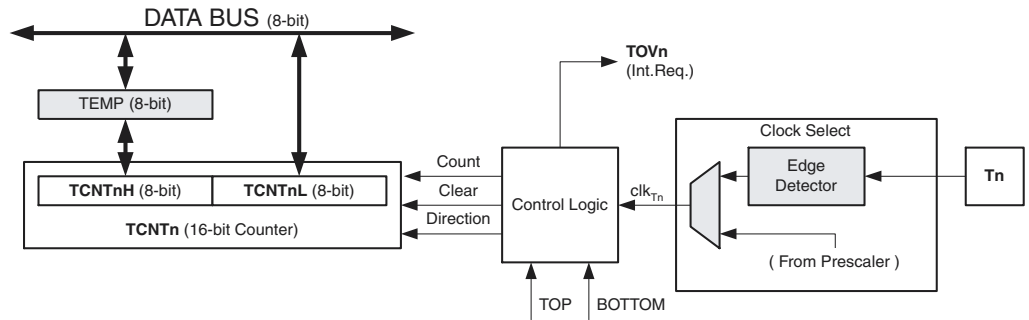 DATA BUS (8-bit)
TEMP (8-bit)
TCNTnH (8-bit) TCNTnL (8-bit)
TCNTn (16-bit Counter)
Count
Clear
Direction
Control Logic
TOVn
(Int.Req.)
TOP
BOTTOM
clkTn
Clock Select
Edge
Detector
( From Prescaler )
Tn